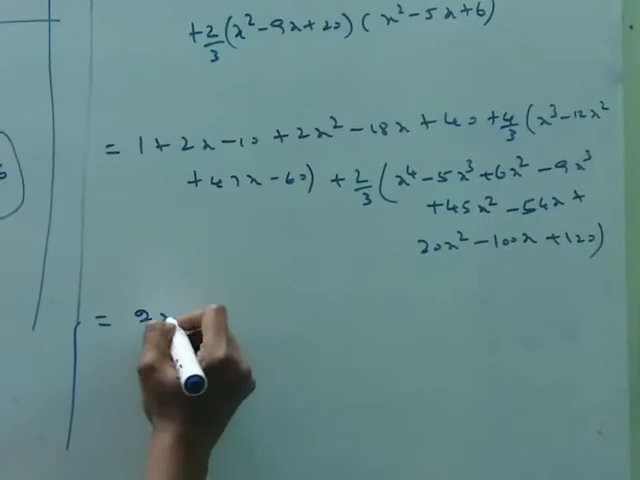 +2/3(x²-9x+20)(x²-5x+6)
= 1+2x-10+2x²-18x+40+4/3(x³-12x²
+47x-60)+2/3(x⁴-5x³+6x²-9x³
+45x²-54x+
20x²-100x+120)
= 2x